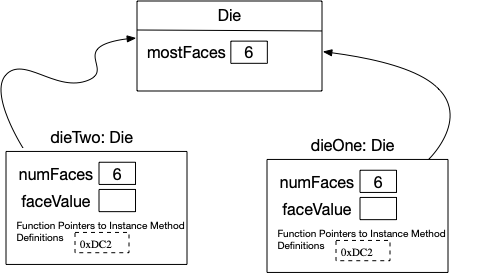 Die
mostFaces 6
dieTwo: Die
numFaces 6
faceValue
Function Pointers to Instance Method
Definitions 0xDC2
dieOne: Die
numFaces 6
faceValue
Function Pointers to Instance Method
Definitions 0xDC2